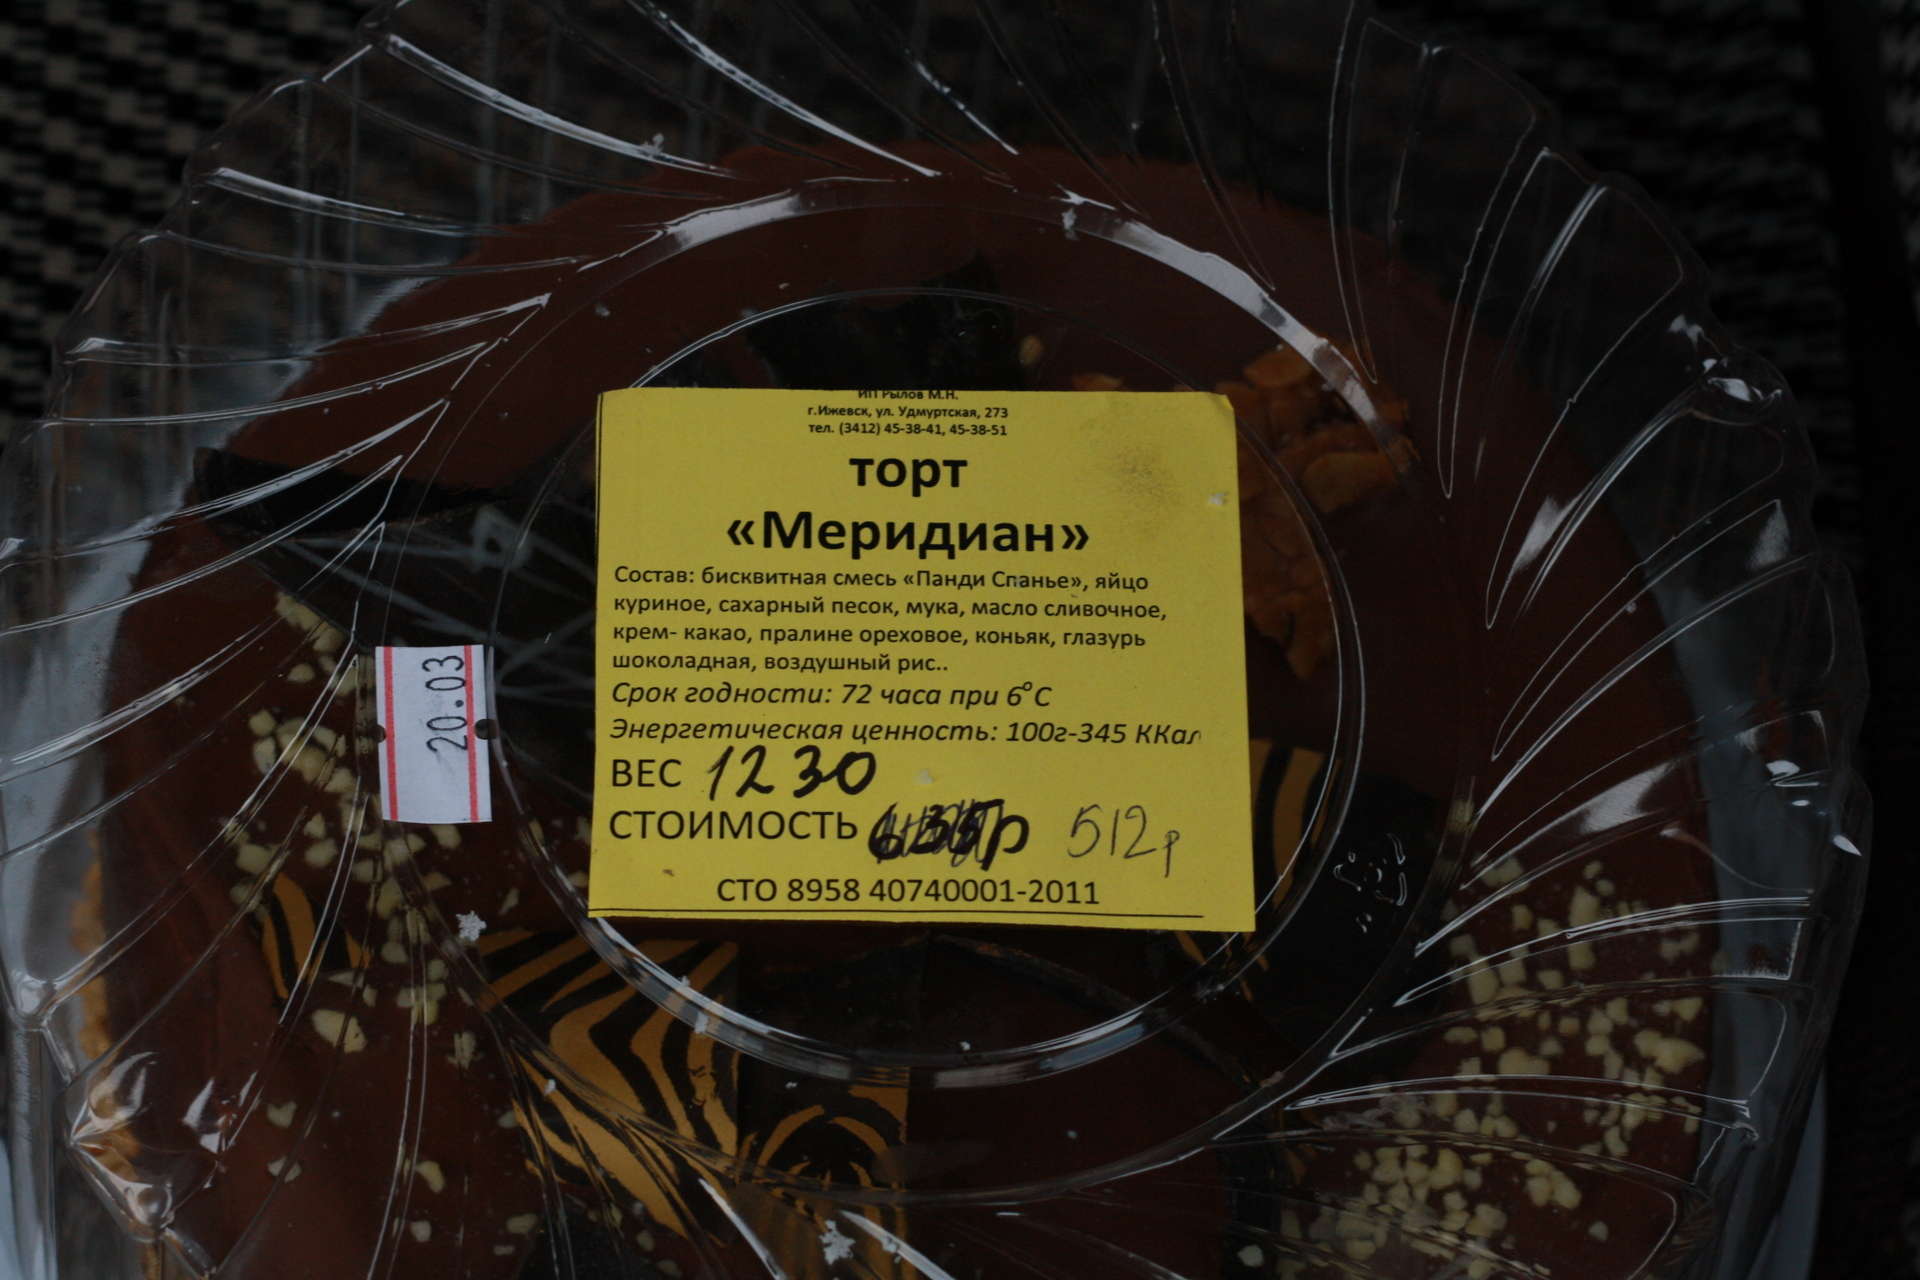 ИП Рылов М.Н.
г.Ижевск, ул. Удмуртская, 273
тел. (3412) 45-38-41, 45-38-51
торт
«Меридиан»
Состав: бисквитная смесь «Панди Спанье», яйцо
куриное, сахарный песок, мука, масло сливочное,
крем- какао, пралине ореховое, коньяк, глазурь
шоколадная, воздушный рис..
Срок годности: 72 часа при 6°С
Энергетическая ценность: 100г-345 ККал
ВЕС 1230
СТОИМОСТЬ 512р
СТО 8958 40740001-2011
20.03